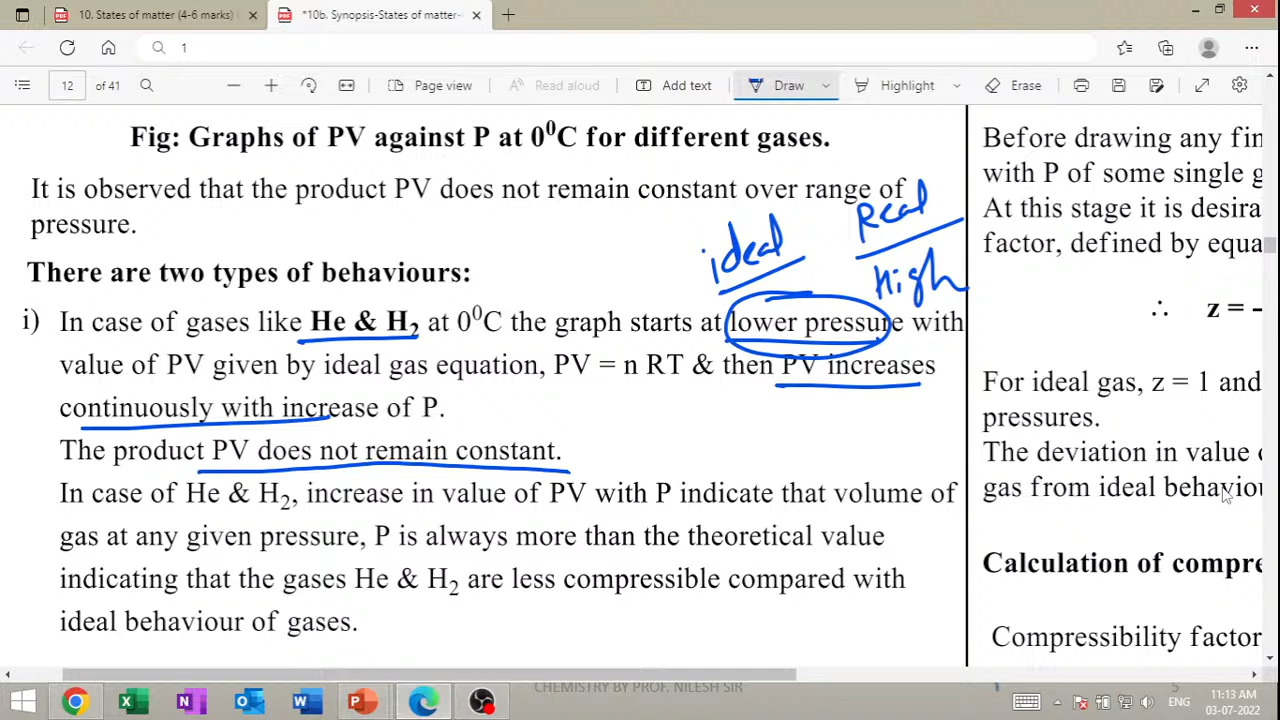 10. States of matter (4-6 marks)
*10b. Synopsis-States of matter-
1
12 of 41
Page view
Read aloud
Add text
Draw
Highlight
Erase
Fig: Graphs of PV against P at 0⁰C for different gases.
It is observed that the product PV does not remain constant over range of
pressure.
Real
ideal
High
There are two types of behaviours:
i) In case of gases like He & H₂ at 0⁰C the graph starts at lower pressure with
value of PV given by ideal gas equation, PV = n RT & then PV increases
continuously with increase of P.
The product PV does not remain constant.
In case of He & H₂, increase in value of PV with P indicate that volume of
gas at any given pressure, P is always more than the theoretical value
indicating that the gases He & H₂ are less compressible compared with
ideal behaviour of gases.
Before drawing any fin
with P of some single g
At this stage it is desira
factor, defined by equa
∴ z =
For ideal gas, z = 1 and
pressures.
The deviation in value
gas from ideal behaviou
Calculation of compre
Compressibility factor
CHEMISTRY BY PROF. NILESH SIR
ENG
11:13 AM
03-07-2022